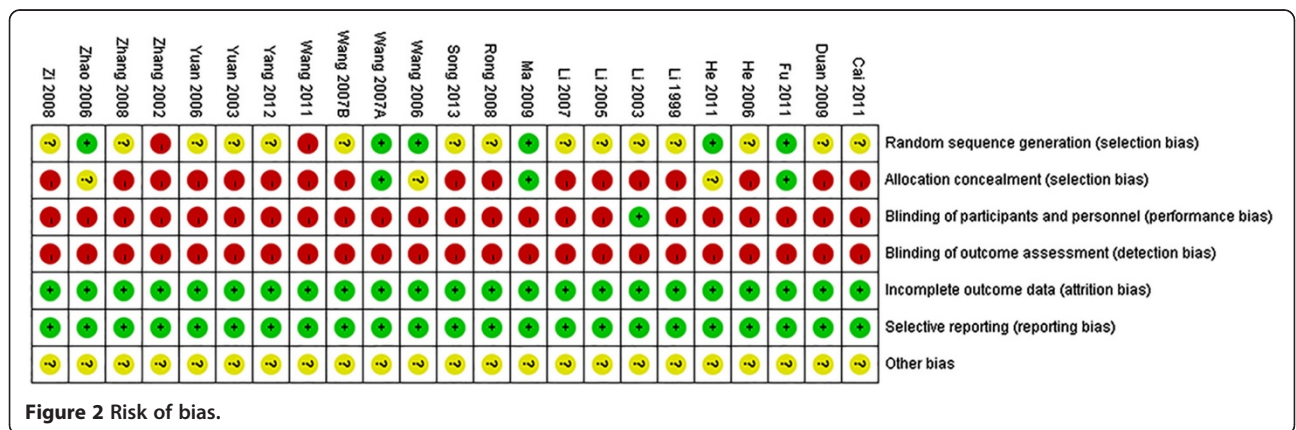 Zi 2008
Zhao 2006
Zhang 2008
Zhang 2002
Yuan 2006
Yuan 2003
Yang 2012
Wang 2011
Wang 2007B
Wang 2007A
Wang 2006
Song 2013
Rong 2008
Ma 2009
Li 2007
Li 2005
Li 2003
Li 1999
He 2011
He 2006
Fu 2011
Duan 2009
Cai 2011
? + ? - ? ? ? - ? + + ? ? + ? ? ? ? + ? + ? ? Random sequence generation (selection bias)
- ? - - - - - - - + ? - - + - - - - ? - + - - Allocation concealment (selection bias)
- - - - - - - - - - - - - - - - + - - - - - - Blinding of participants and personnel (performance bias)
- - - - - - - - - - - - - - - - - - - - - - - Blinding of outcome assessment (detection bias)
+ + + + + + + + + + + + + + + + + + + + + + + Incomplete outcome data (attrition bias)
+ + + + + + + + + + + + + + + + + + + + + + + Selective reporting (reporting bias)
? ? ? ? ? ? ? ? ? ? ? ? ? ? ? ? ? ? ? ? ? ? ? Other bias
Figure 2 Risk of bias.